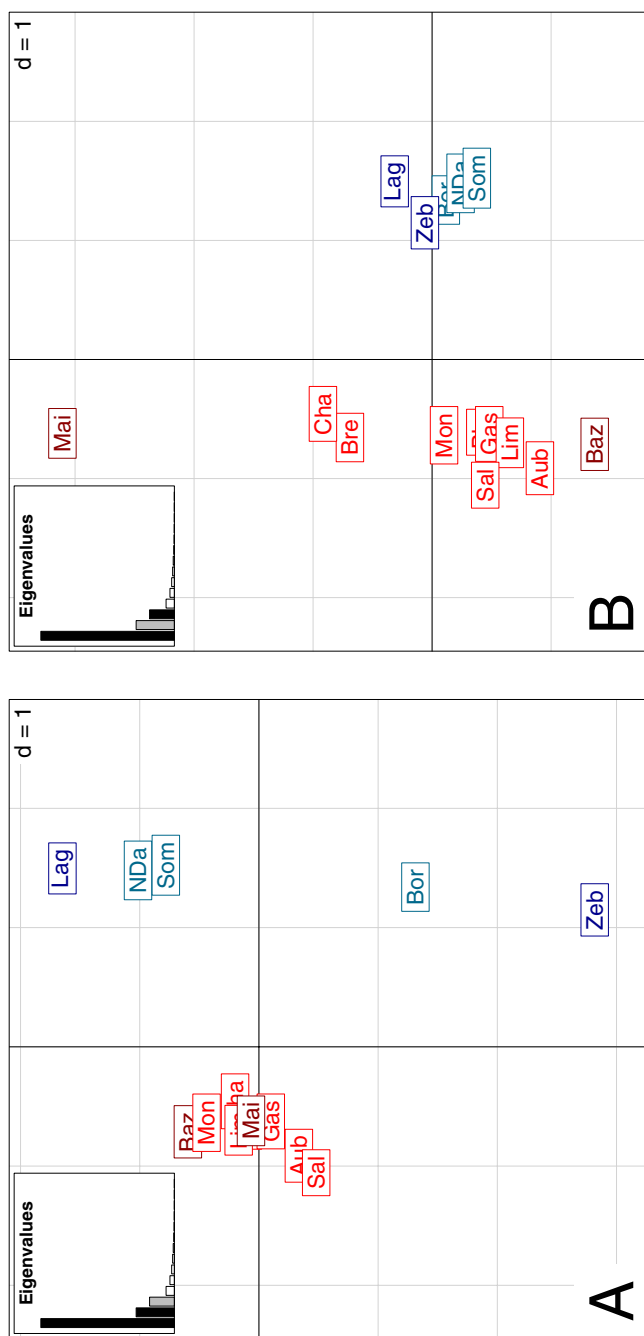 Eigenvalues
d = 1
Lag
NDa
Som
Baz
Mon
Mai
Gas
Aub
Sal
Bor
Zeb
A
Eigenvalues
d = 1
Mai
Cha
Bre
Lag
Zeb
Mon
Bor
NDa
Som
Sal
Gas
Lim
Aub
Baz
B